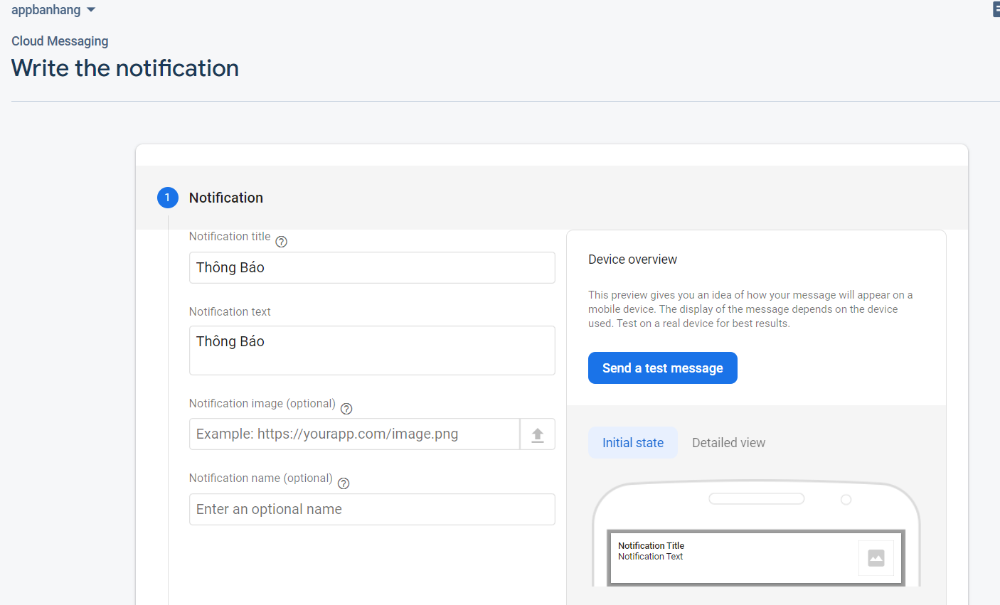 appbanhang
Cloud Messaging
Write the notification
1 Notification
Notification title
Thông Báo
Notification text
Thông Báo
Notification image (optional)
Example: https://yourapp.com/image.png
Notification name (optional)
Enter an optional name
Device overview
This preview gives you an idea of how your message will appear on a
mobile device. The display of the message depends on the device
used. Test on a real device for best results.
Send a test message
Initial state Detailed view
Notification Title
Notification Text